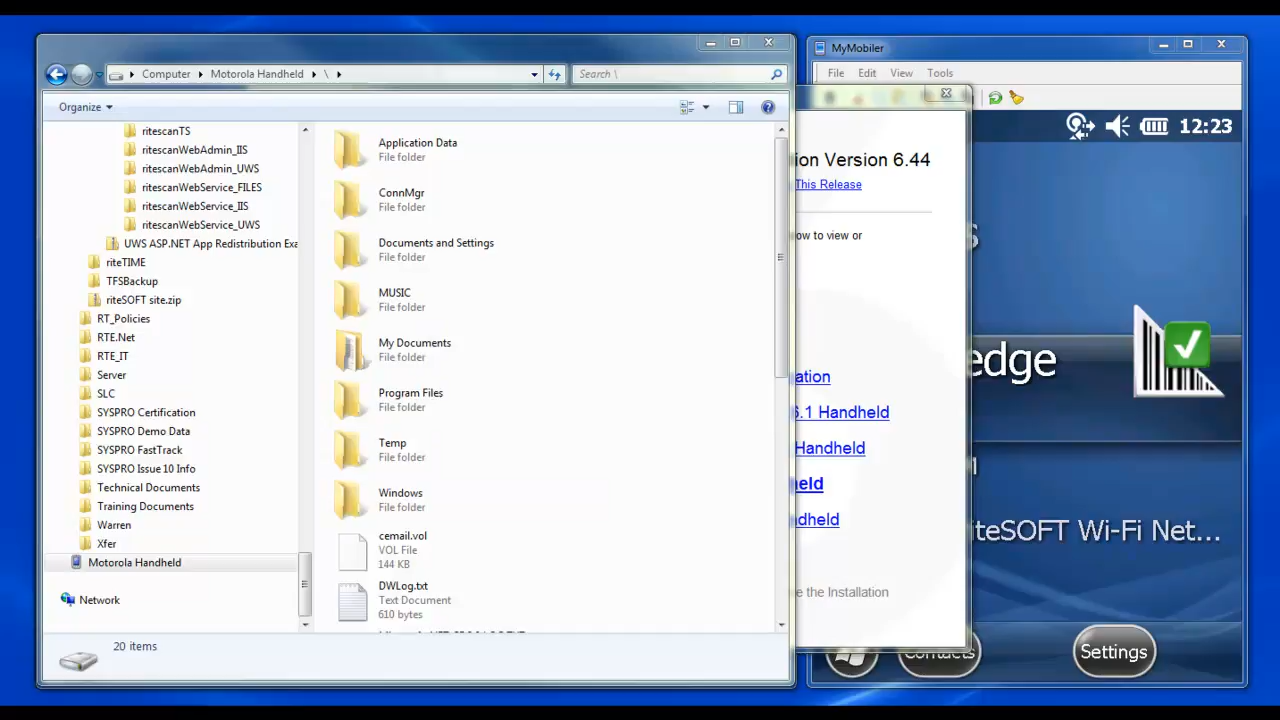 Computer
Motorola Handheld
\
Search \
Organize
ritescanTS
ritescanWebAdmin_IIS
ritescanWebAdmin_UWS
ritescanWebService_FILES
ritescanWebService_IIS
ritescanWebService_UWS
UWS ASP.NET App Redistribution Exa
riteTIME
TFSBackup
riteSOFT site.zip
RT_Policies
RTE.Net
RTE_IT
Server
SLC
SYSPRO Certification
SYSPRO Demo Data
SYSPRO FastTrack
SYSPRO Issue 10 Info
Technical Documents
Training Documents
Warren
Xfer
Motorola Handheld
Network
Application Data
File folder
ConnMgr
File folder
Documents and Settings
File folder
MUSIC
File folder
My Documents
File folder
Program Files
File folder
Temp
File folder
Windows
File folder
cemail.vol
VOL File
144 KB
DWLog.txt
Text Document
610 bytes
20 items
ion Version 6.44
This Release
ow to view or
ation
6.1 Handheld
Handheld
eld
dheld
e the Installation
MyMobiler
File Edit View Tools
12:23
edge
iteSOFT Wi-Fi Net...
Contacts
Settings